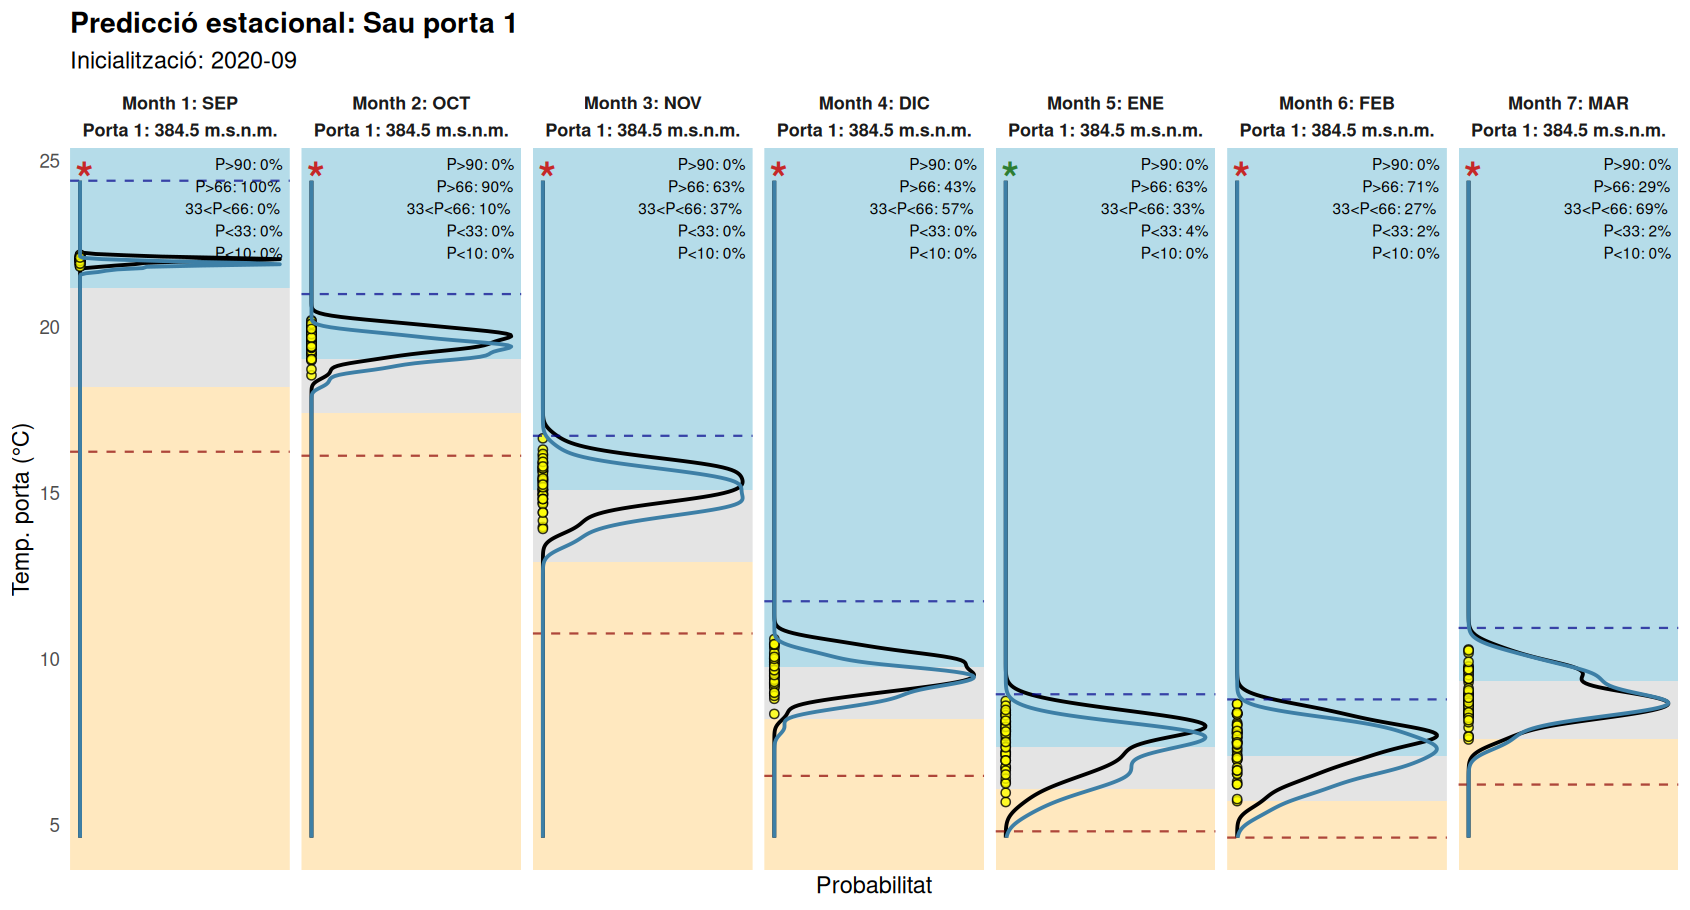 Predicció estacional: Sau porta 1
Inicialització: 2020-09
Month 1: SEP
Porta 1: 384.5 m.s.n.m.
Month 2: OCT
Porta 1: 384.5 m.s.n.m.
Month 3: NOV
Porta 1: 384.5 m.s.n.m.
Month 4: DIC
Porta 1: 384.5 m.s.n.m.
Month 5: ENE
Porta 1: 384.5 m.s.n.m.
Month 6: FEB
Porta 1: 384.5 m.s.n.m.
Month 7: MAR
Porta 1: 384.5 m.s.n.m.
*
P>90: 0%
P>66: 100%
33<P<66: 0%
P<33: 0%
P<10: 0%
*
P>90: 0%
P>66: 90%
33<P<66: 10%
P<33: 0%
P<10: 0%
*
P>90: 0%
P>66: 63%
33<P<66: 37%
P<33: 0%
P<10: 0%
*
P>90: 0%
P>66: 43%
33<P<66: 57%
P<33: 0%
P<10: 0%
*
P>90: 0%
P>66: 63%
33<P<66: 33%
P<33: 4%
P<10: 0%
*
P>90: 0%
P>66: 71%
33<P<66: 27%
P<33: 2%
P<10: 0%
*
P>90: 0%
P>66: 29%
33<P<66: 69%
P<33: 2%
P<10: 0%
25
20
15
10
5
Temp. porta (°C)
Probabilitat